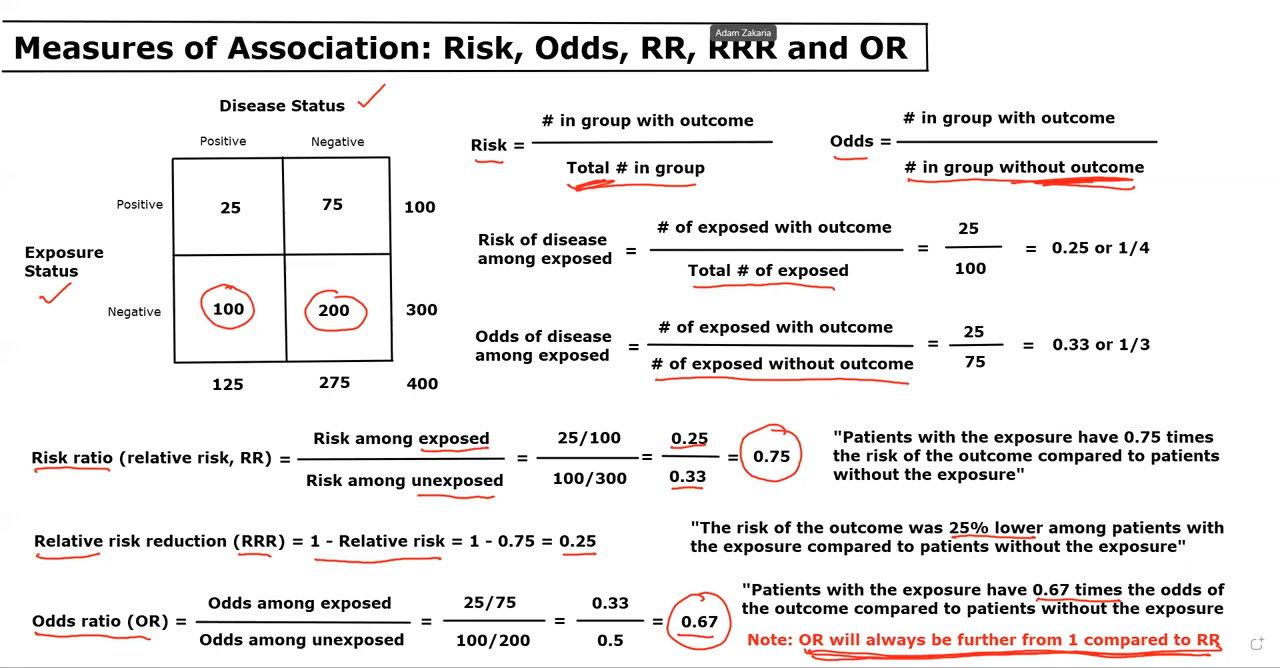 Adam Zakaria
Measures of Association: Risk, Odds, RR, RRR and OR
Disease Status
Positive Negative
Positive 25 75 100
Exposure
Status
Negative 100 200 300
125 275 400
Risk = # in group with outcome
Total # in group
Odds = # in group with outcome
# in group without outcome
Risk of disease
among exposed = # of exposed with outcome
Total # of exposed
= 25
100
= 0.25 or 1/4
Odds of disease
among exposed = # of exposed with outcome
# of exposed without outcome
= 25
75
= 0.33 or 1/3
Risk ratio (relative risk, RR) = Risk among exposed
Risk among unexposed
= 25/100
100/300
= 0.25
0.33
= 0.75
"Patients with the exposure have 0.75 times
the risk of the outcome compared to patients
without the exposure"
Relative risk reduction (RRR) = 1 - Relative risk = 1 - 0.75 = 0.25
"The risk of the outcome was 25% lower among patients with
the exposure compared to patients without the exposure"
Odds ratio (OR) = Odds among exposed
Odds among unexposed
= 25/75
100/200
= 0.33
0.5
= 0.67
"Patients with the exposure have 0.67 times the odds of
the outcome compared to patients without the exposure
Note: OR will always be further from 1 compared to RR